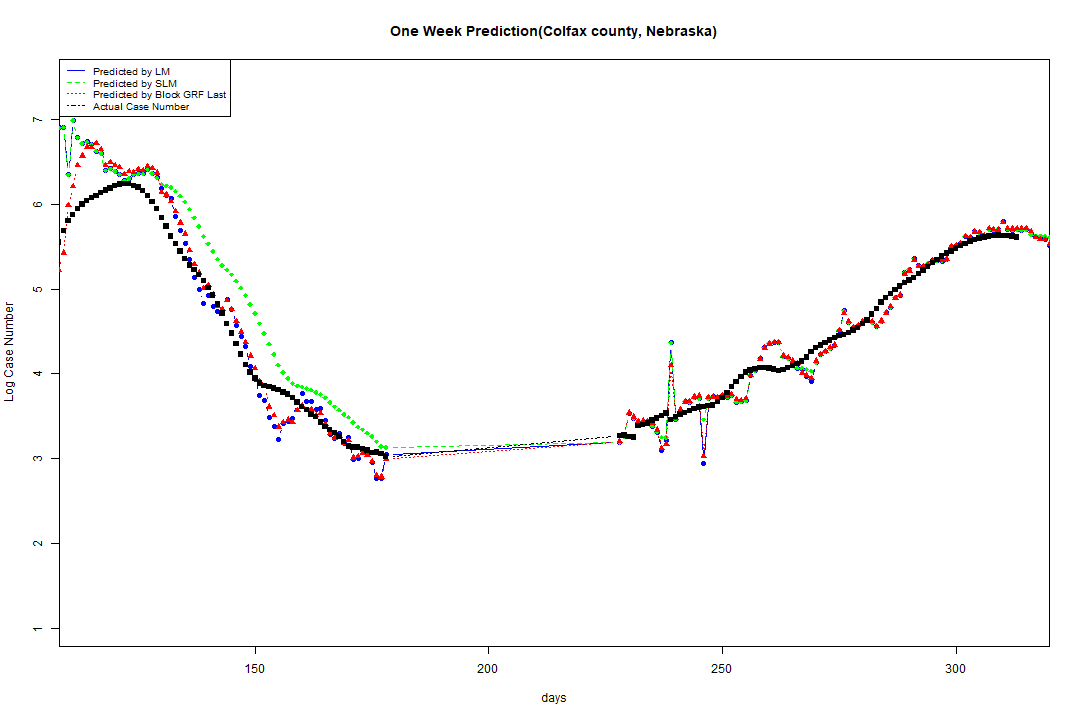 One Week Prediction(Colfax county, Nebraska)
Predicted by LM
Predicted by SLM
Predicted by Block GRF Last
Actual Case Number
7
6
5
4
3
2
1
Log Case Number
150 200 250 300
days